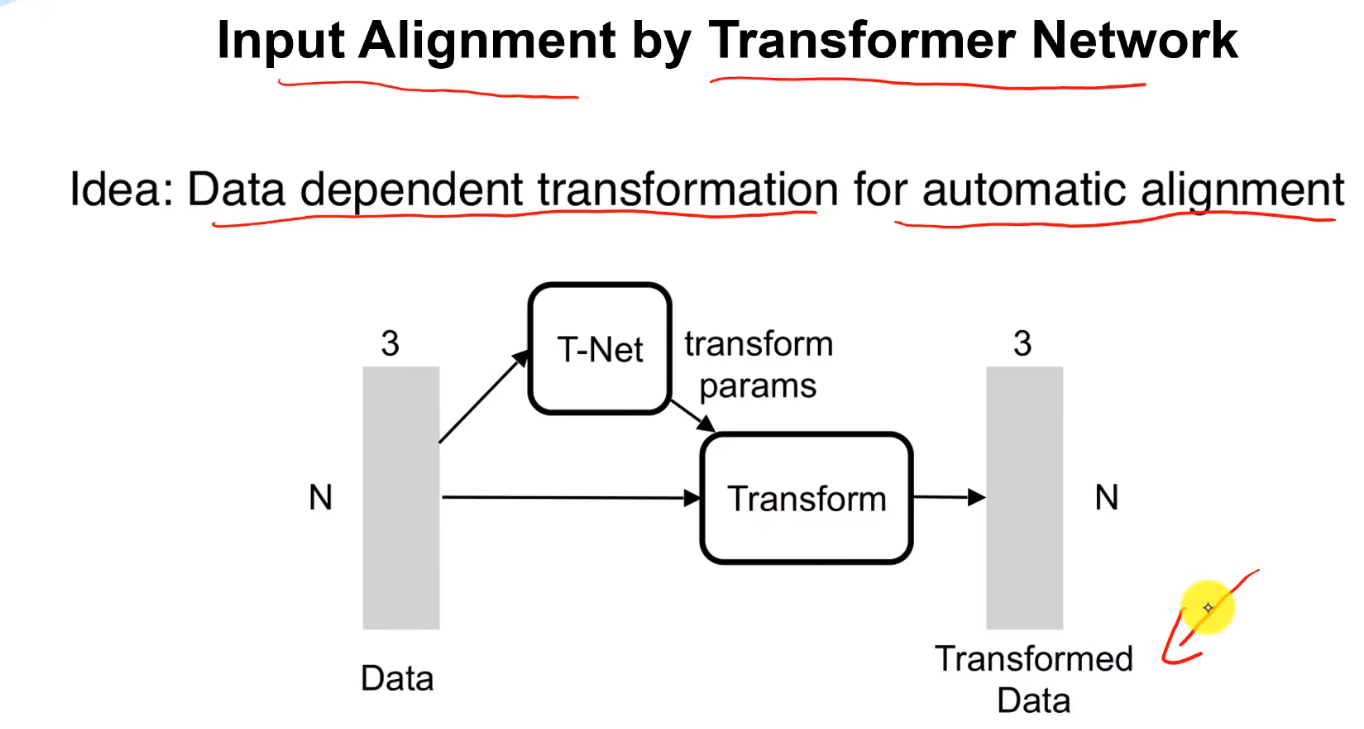 Input Alignment by Transformer Network
Idea: Data dependent transformation for automatic alignment
3
T-Net
transform
params
3
N
Transform
N
Data
Transformed
Data